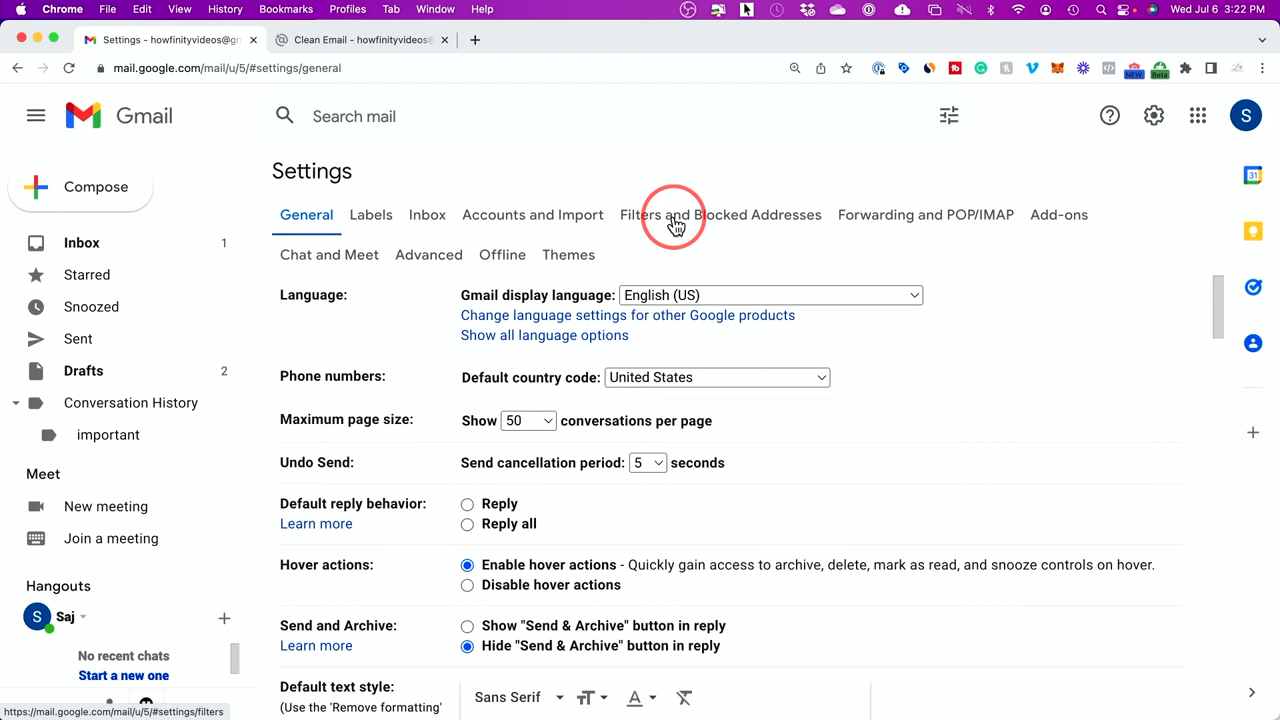 Chrome File Edit View History Bookmarks Profiles Tab Window Help Wed Jul 6 3:22 PM
Settings - howfinityvideos@gm
Clean Email - howfinityvideos@
mail.google.com/mail/u/5/#settings/general
NEW
Beta
Gmail
Search mail
S
Settings
31
Compose
General Labels Inbox Accounts and Import Filters and Blocked Addresses Forwarding and POP/IMAP Add-ons
Chat and Meet Advanced Offline Themes
Inbox 1
Starred
Snoozed
Sent
Drafts 2
Conversation History
important
Meet
New meeting
Join a meeting
Hangouts
S Saj
No recent chats
Start a new one
Language:
Gmail display language: English (US)
Change language settings for other Google products
Show all language options
Phone numbers:
Default country code: United States
Maximum page size:
Show 50 conversations per page
Undo Send:
Send cancellation period: 5 seconds
Default reply behavior:
Learn more
Reply
Reply all
Hover actions:
Enable hover actions - Quickly gain access to archive, delete, mark as read, and snooze controls on hover.
Disable hover actions
Send and Archive:
Learn more
Show "Send & Archive" button in reply
Hide "Send & Archive" button in reply
Default text style:
(Use the 'Remove formatting'
Sans Serif
https://mail.google.com/mail/u/5/#settings/filters